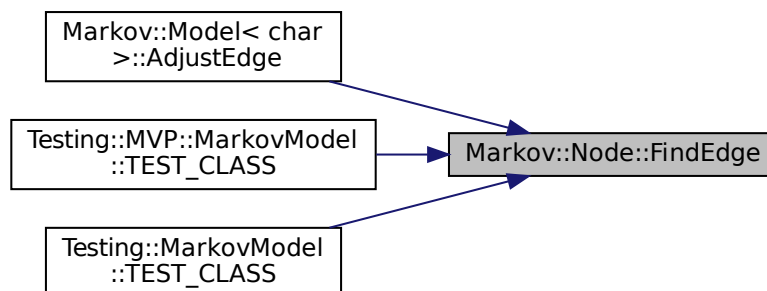 Markov::Model< char
>::AdjustEdge
Testing::MVP::MarkovModel
::TEST_CLASS
Markov::Node::FindEdge
Testing::MarkovModel
::TEST_CLASS